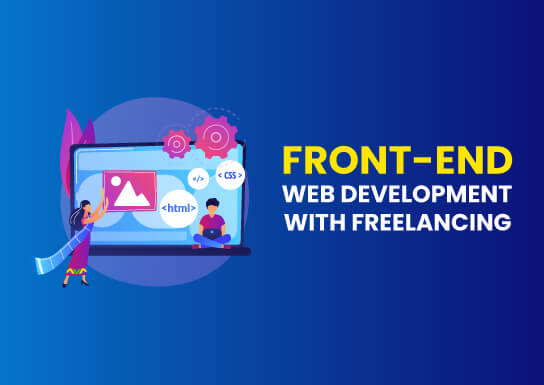 FRONT-END
WEB DEVELOPMENT
WITH FREELANCING
</>
< CSS >
<html>